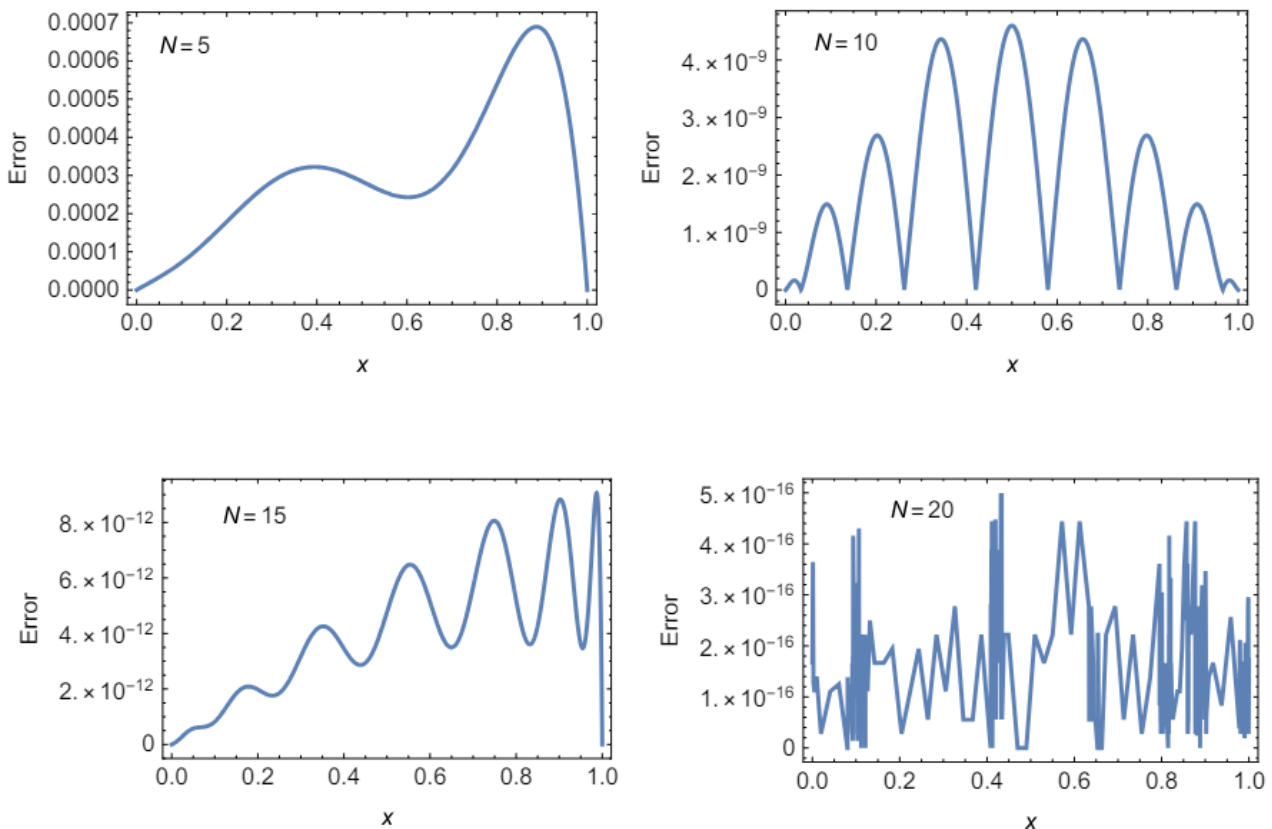 N=5
0.0007
0.0006
0.0005
0.0004
0.0003
0.0002
0.0001
0.0000
Error
0.0 0.2 0.4 0.6 0.8 1.0
x
N=10
4.×10⁻⁹
3.×10⁻⁹
2.×10⁻⁹
1.×10⁻⁹
0
Error
0.0 0.2 0.4 0.6 0.8 1.0
x
N=15
8.×10⁻¹²
6.×10⁻¹²
4.×10⁻¹²
2.×10⁻¹²
0
Error
0.0 0.2 0.4 0.6 0.8 1.0
x
N=20
5.×10⁻¹⁶
4.×10⁻¹⁶
3.×10⁻¹⁶
2.×10⁻¹⁶
1.×10⁻¹⁶
0
Error
0.0 0.2 0.4 0.6 0.8 1.0
x